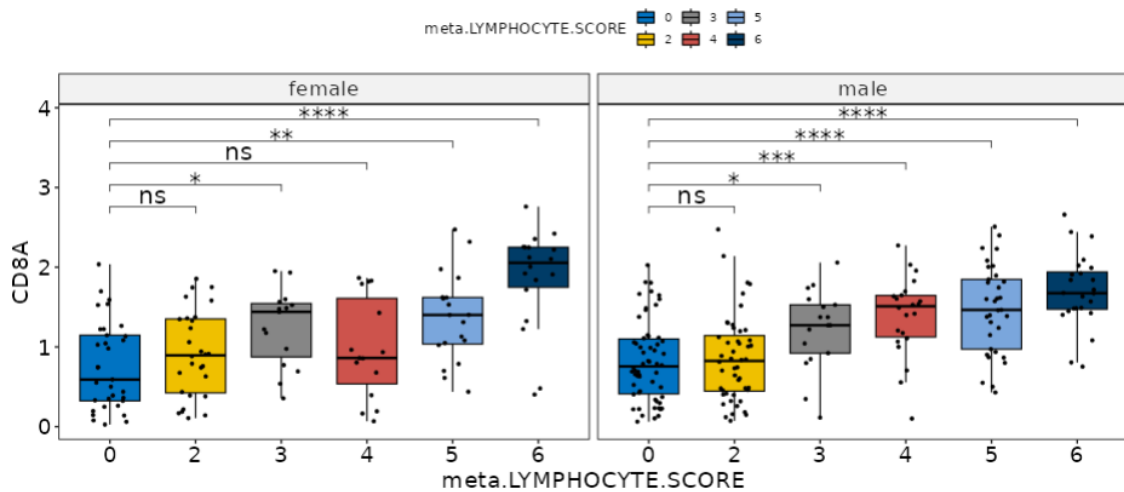 meta.LYMPHOCYTE.SCORE
0 3 5
2 4 6
female male
4
3
2
1
0
CD8A
****
**
ns
*
ns
****
****
***
*
ns
0 2 3 4 5 6 0 2 3 4 5 6
meta.LYMPHOCYTE.SCORE